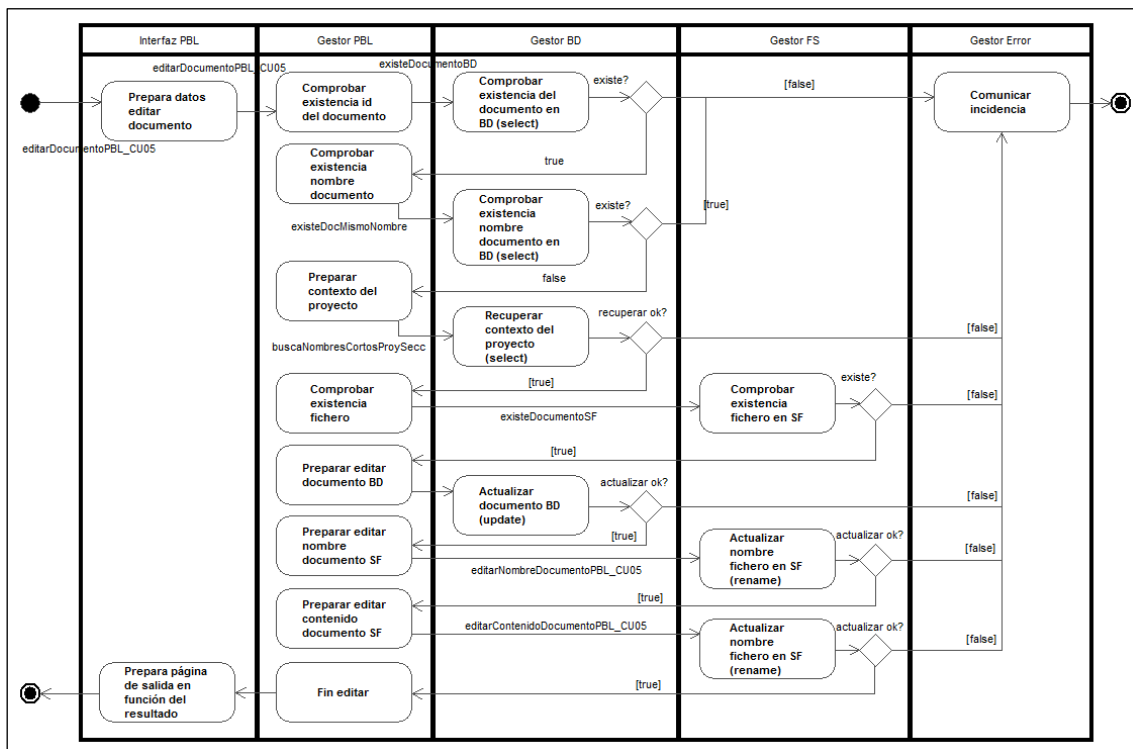 Interfaz PBL
Gestor PBL
Gestor BD
Gestor FS
Gestor Error
editarDocumentoPBL_CU05
existeDocumentoBD
Prepara datos
editar
documento
Comprobar
existencia id
del documento
Comprobar
existencia del
documento en
BD (select)
existe?
[false]
Comunicar
incidencia
editarDocumentoPBL_CU05
true
Comprobar
existencia
nombre
documento
existeDocMismoNombre
Comprobar
existencia
nombre
documento en
BD (select)
existe?
[true]
false
Preparar
contexto del
proyecto
buscaNombresCortosProySecc
Recuperar
contexto del
proyecto
(select)
recuperar ok?
[false]
[true]
Comprobar
existencia
fichero
existeDocumentoSF
Comprobar
existencia
fichero en SF
existe?
[false]
[true]
Preparar editar
documento BD
Actualizar
documento BD
(update)
actualizar ok?
[false]
[true]
Preparar editar
nombre
documento SF
editarNombreDocumentoPBL_CU05
Actualizar
nombre
fichero en SF
(rename)
actualizar ok?
[false]
[true]
Preparar editar
contenido
documento SF
editarContenidoDocumentoPBL_CU05
Actualizar
nombre
fichero en SF
(rename)
actualizar ok?
[false]
[true]
Fin editar
Prepara página
de salida en
función del
resultado